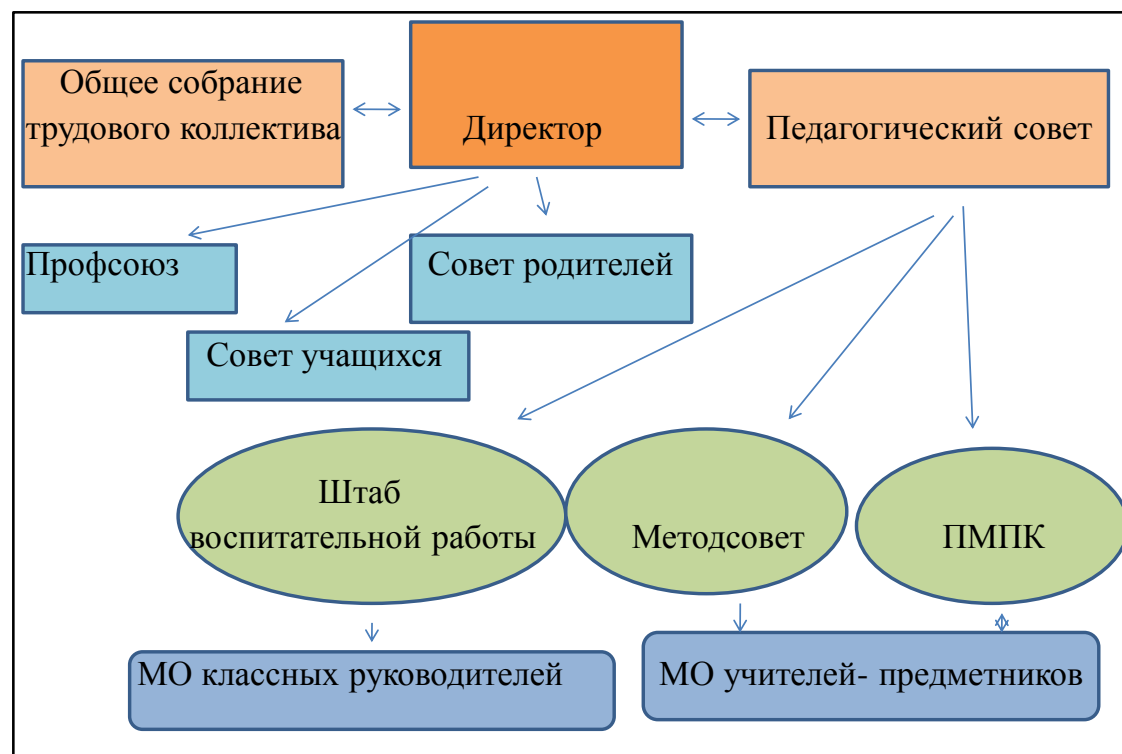 Общее собрание
трудового коллектива
Директор
Педагогический совет
Профсоюз
Совет родителей
Совет учащихся
Штаб
воспитательной работы
Методсовет
ПМПК
МО классных руководителей
МО учителей- предметников